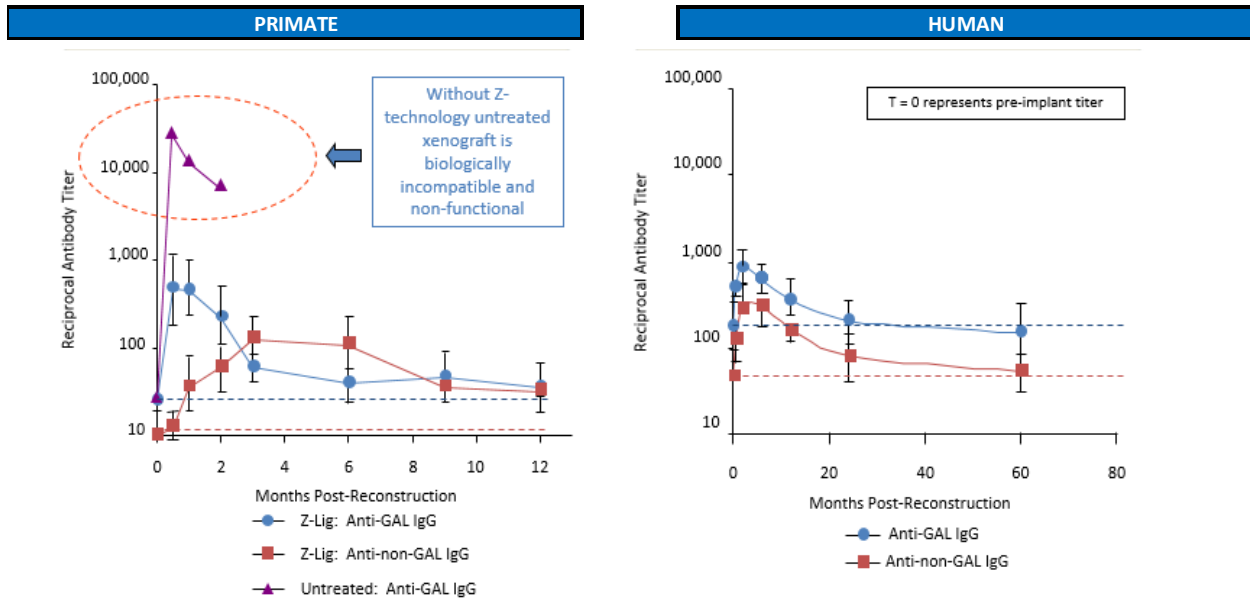 PRIMATE
100,000
10,000
1,000
100
10
Reciprocal Antibody Titer
Without Z-
technology untreated
xenograft is
biologically
incompatible and
non-functional
0
2
4
6
8
10
12
Months Post-Reconstruction
Z-Lig: Anti-GAL IgG
Z-Lig: Anti-non-GAL IgG
Untreated: Anti-GAL IgG
HUMAN
100,000
10,000
1,000
100
10
Reciprocal Antibody Titer
T = 0 represents pre-implant titer
0
20
40
60
80
Months Post-Reconstruction
Anti-GAL IgG
Anti-non-GAL IgG